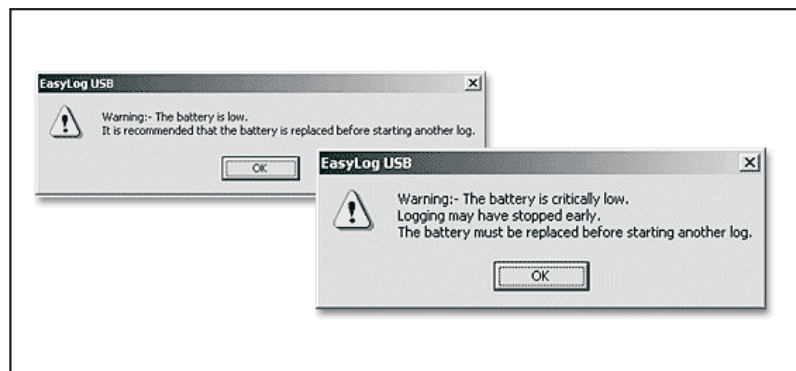 EasyLog USB
Warning:- The battery is low.
It is recommended that the battery is replaced before starting another log.
OK
EasyLog USB
Warning:- The battery is critically low.
Logging may have stopped early.
The battery must be replaced before starting another log.
OK